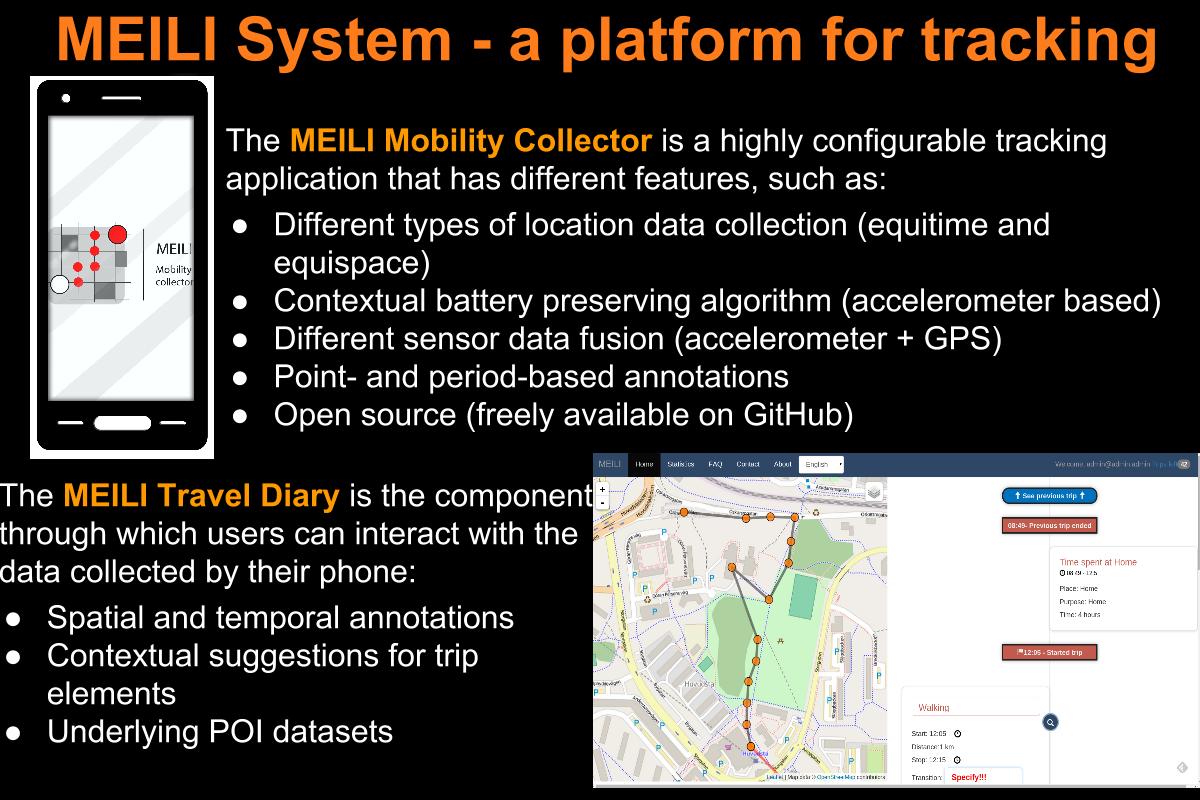 MEILI System - a platform for tracking
MEILI
Mobility
collector
The MEILI Mobility Collector is a highly configurable tracking
application that has different features, such as:
● Different types of location data collection (equitime and
equispace)
● Contextual battery preserving algorithm (accelerometer based)
● Different sensor data fusion (accelerometer + GPS)
● Point- and period-based annotations
● Open source (freely available on GitHub)
The MEILI Travel Diary is the component
through which users can interact with the
data collected by their phone:
● Spatial and temporal annotations
● Contextual suggestions for trip
elements
● Underlying POI datasets
MEILI Home Statistics FAQ Contact About English Welcome, admin@admin.admin 42
+
-
Huvudsta
Huvudsta
Leaflet | Map data © OpenStreetMap contributors
See previous trip
08:49- Previous trip ended
Time spent at Home
Place: Home
Purpose: Home
Time: 4 hours
12:05 - Started trip
Walking
Start: 12:05
Distance:1 km
Stop: 12:15
Transition: Specify!!!